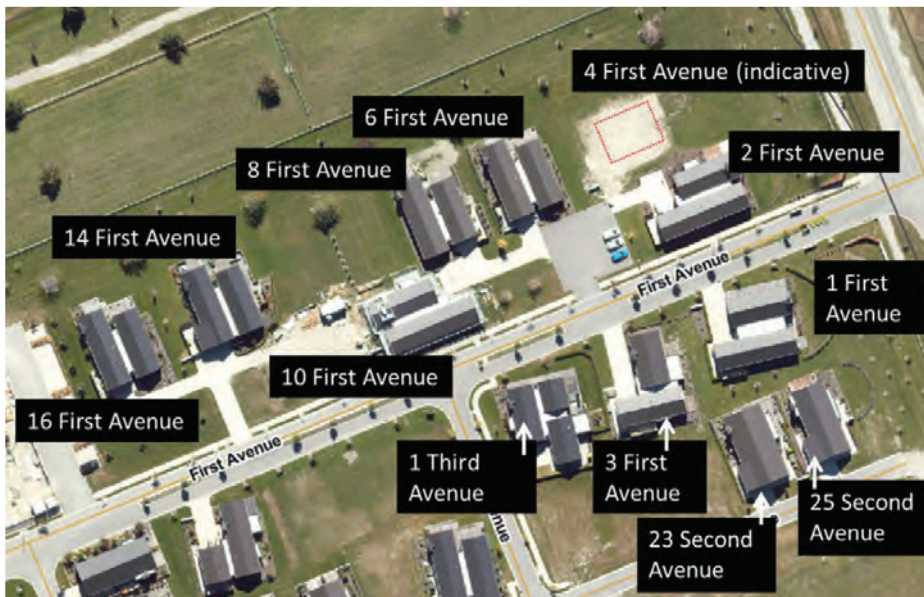 4 First Avenue (indicative)
6 First Avenue
2 First Avenue
8 First Avenue
14 First Avenue
First Avenue
1 First
Avenue
10 First Avenue
16 First Avenue
First Avenue
1 Third
Avenue
3 First
Avenue
25 Second
Avenue
23 Second
Avenue